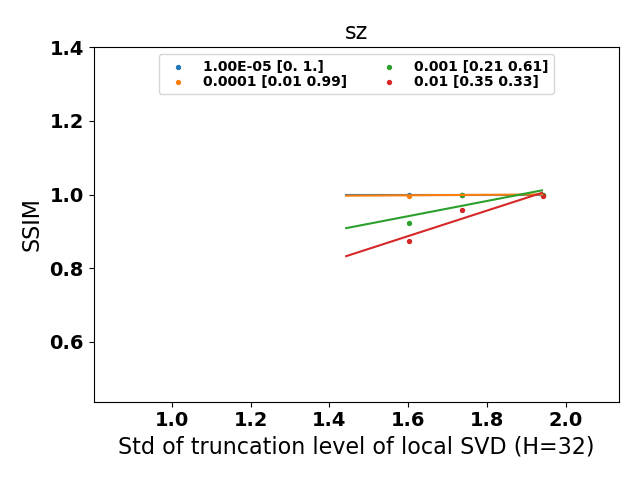 sz
1.00E-05 [0. 1.]
0.0001 [0.01 0.99]
0.001 [0.21 0.61]
0.01 [0.35 0.33]
SSIM
1.4
1.2
1.0
0.8
0.6
1.0 1.2 1.4 1.6 1.8 2.0
Std of truncation level of local SVD (H=32)